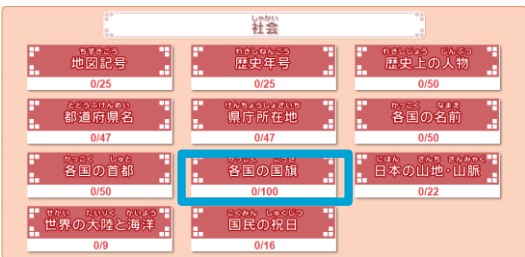 しゃかい
社会
ちずきごう れきしねんごう れきしじょう じんぶつ
地図記号 歴史年号 歴史上の人物
0/25 0/25 0/50
とどうふけんめい けんちょうしょざいち かっこく なまえ
都道府県名 県庁所在地 各国の名前
0/47 0/47 0/50
かっこく しゅと かっこく こっき にほん さんち さんみゃく
各国の首都 各国の国旗 日本の山地・山脈
0/50 0/100 0/22
せかい たいりく かいよう こくみん しゅくじつ
世界の大陸と海洋 国民の祝日
0/9 0/16